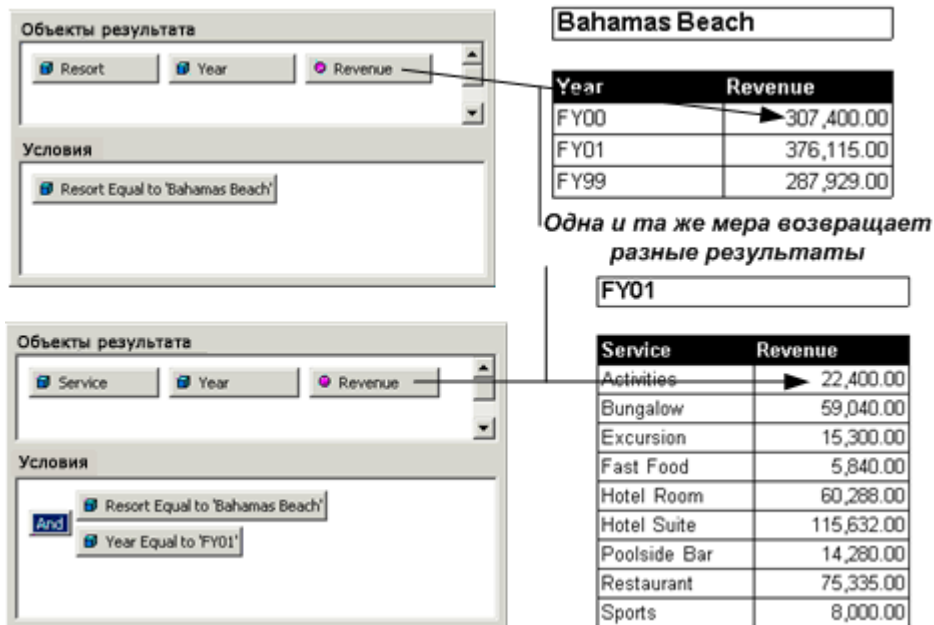 Объекты результата
Resort Year Revenue
Условия
Resort Equal to 'Bahamas Beach'
Bahamas Beach
Year Revenue
FY00 307,400.00
FY01 376,115.00
FY99 287,929.00
Одна и та же мера возвращает
разные результаты
Объекты результата
Service Year Revenue
Условия
And
Resort Equal to 'Bahamas Beach'
Year Equal to 'FY01'
FY01
Service Revenue
Activities 22,400.00
Bungalow 59,040.00
Excursion 15,300.00
Fast Food 5,840.00
Hotel Room 60,288.00
Hotel Suite 115,632.00
Poolside Bar 14,280.00
Restaurant 75,335.00
Sports 8,000.00